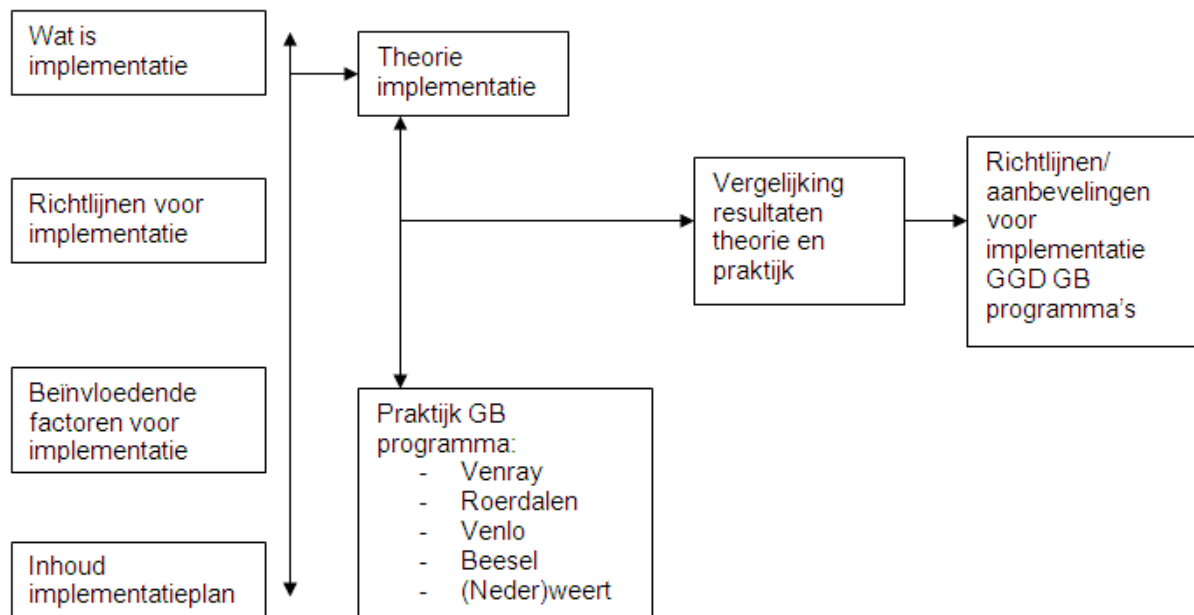 Wat is
implementatie
Richtlijnen voor
implementatie
Beïnvloedende
factoren voor
implementatie
Inhoud
implementatieplan
Theorie
implementatie
Praktijk GB
programma:
- Venray
- Roerdalen
- Venlo
- Beesel
- (Neder)weert
Vergelijking
resultaten
theorie en
praktijk
Richtlijnen/
aanbevelingen
voor
implementatie
GGD GB
programma's